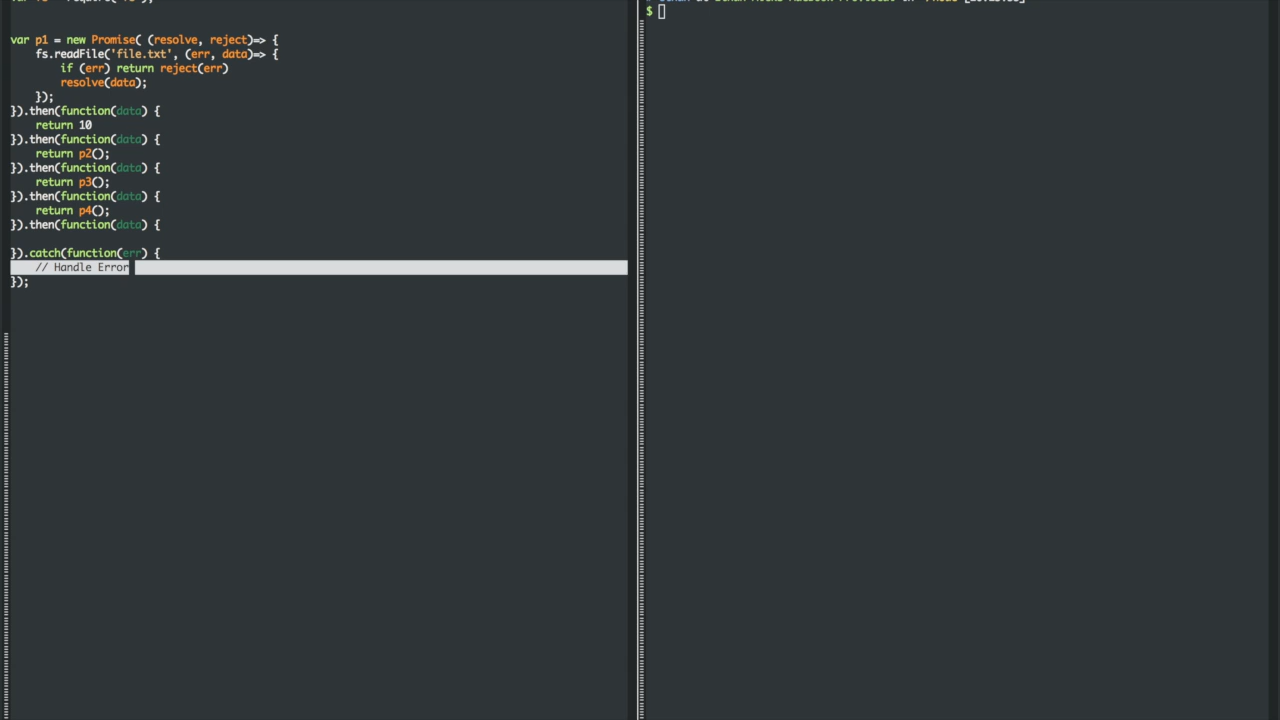 var p1 = new Promise( (resolve, reject)=> {
    fs.readFile('file.txt', (err, data)=> {
        if (err) return reject(err)
        resolve(data);
    });
}).then(function(data) {
    return 10
}).then(function(data) {
    return p2();
}).then(function(data) {
    return p3();
}).then(function(data) {
    return p4();
}).then(function(data) {
}).catch(function(err) {
    // Handle Error
});
$